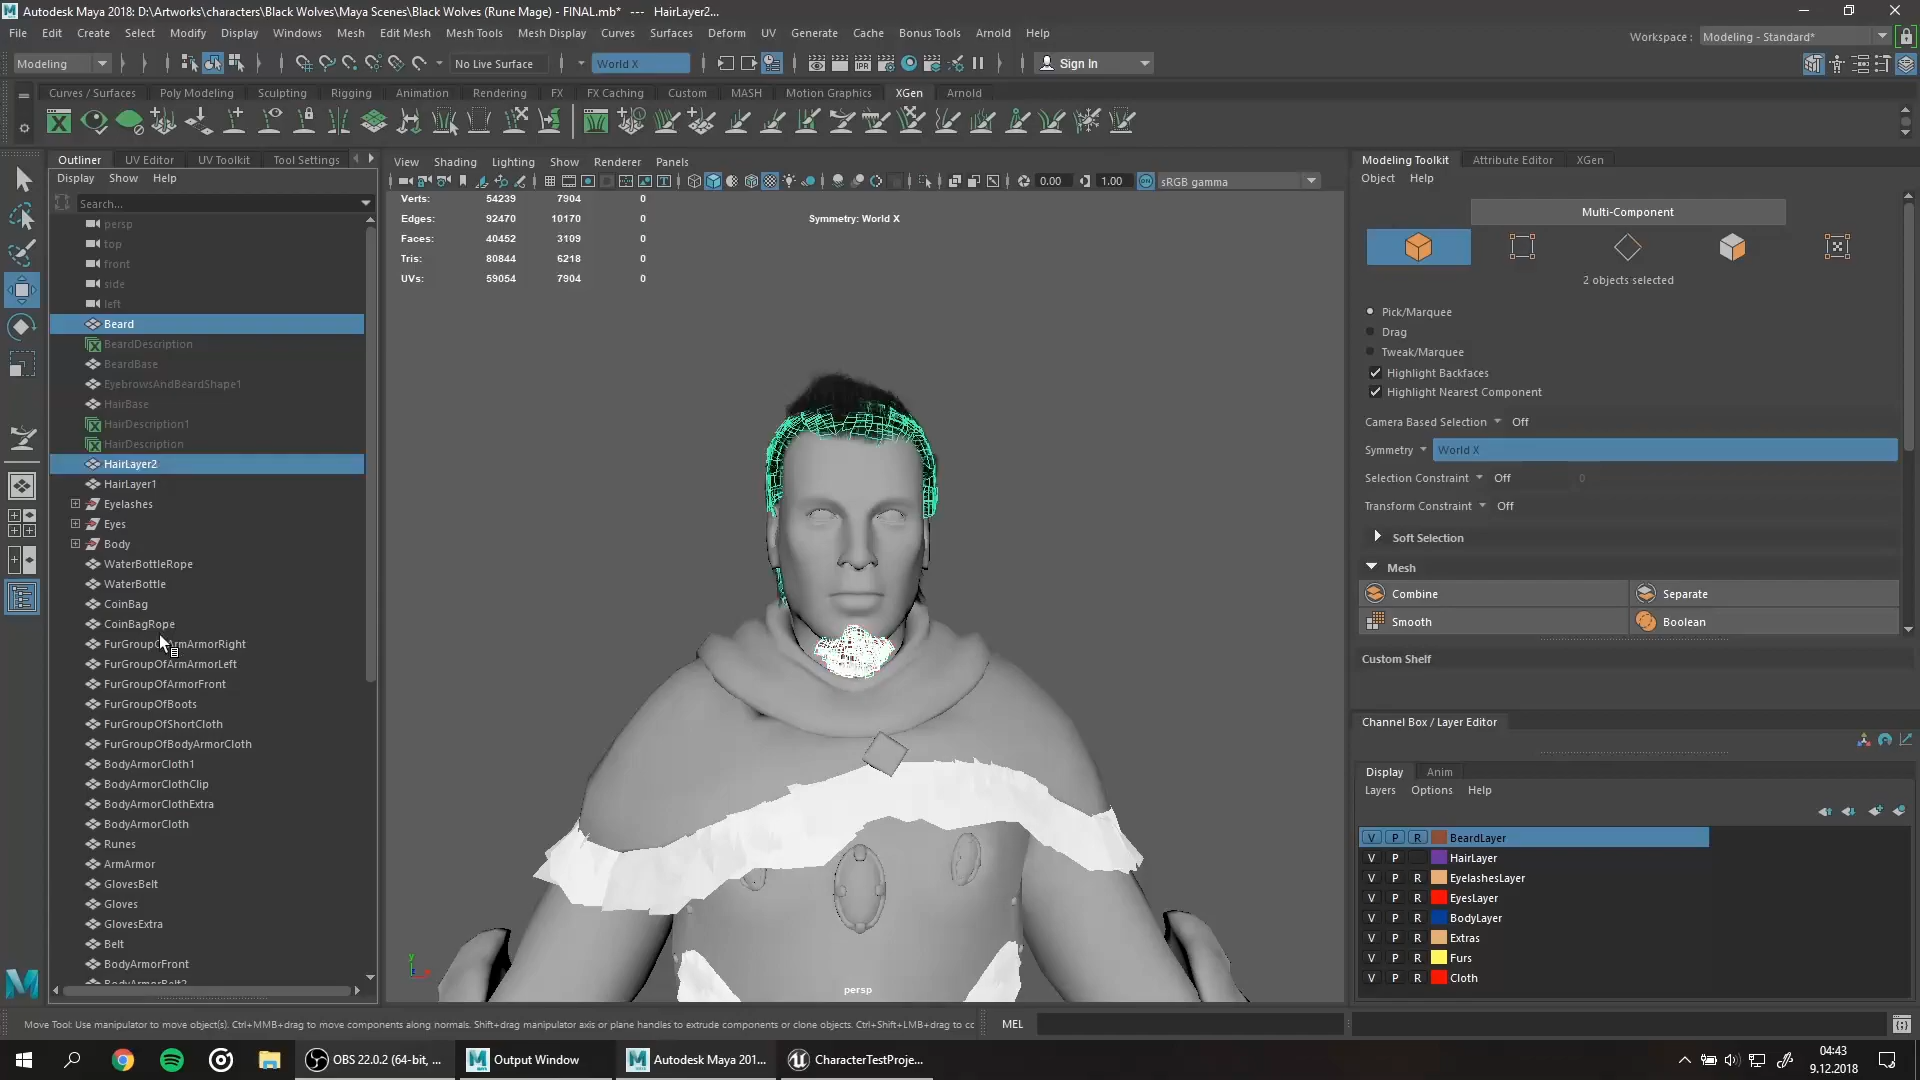 Autodesk Maya 2018: D:\Artworks\characters\Black Wolves\Maya Scenes\Black Wolves (Rune Mage) - FINAL.mb*   ---   HairLayer2...
File Edit Create Select Modify Display Windows Mesh Edit Mesh Mesh Tools Mesh Display Curves Surfaces Deform UV Generate Cache Bonus Tools Arnold Help
Workspace : Modeling - Standard*
Modeling No Live Surface World X Sign In
Curves / Surfaces Poly Modeling Sculpting Rigging Animation Rendering FX FX Caching Custom MASH Motion Graphics XGen Arnold
Outliner UV Editor UV Toolkit Tool Settings
Display Show Help
Search...
persp
top
front
side
left
Beard
BeardDescription
BeardBase
EyebrowsAndBeardShape1
HairBase
HairDescription1
HairDescription
HairLayer2
HairLayer1
Eyelashes
Eyes
Body
WaterBottleRope
WaterBottle
CoinBag
CoinBagRope
FurGroupOfArmArmorRight
FurGroupOfArmArmorLeft
FurGroupOfArmorFront
FurGroupOfBoots
FurGroupOfShortCloth
FurGroupOfBodyArmorCloth
BodyArmorCloth1
BodyArmorClothClip
BodyArmorClothExtra
BodyArmorCloth
Runes
ArmArmor
GlovesBelt
Gloves
GlovesExtra
Belt
BodyArmorFront
BodyArmorBelt2
View Shading Lighting Show Renderer Panels
0.00 1.00 sRGB gamma
Verts: 54239 7904 0
Edges: 92470 10170 0
Faces: 40452 3109 0
Tris: 80844 6218 0
UVs: 59054 7904 0
Symmetry: World X
y
persp
Modeling Toolkit Attribute Editor XGen
Object Help
Multi-Component
2 objects selected
Pick/Marquee
Drag
Tweak/Marquee
Highlight Backfaces
Highlight Nearest Component
Camera Based Selection Off
Symmetry World X
Selection Constraint Off 0
Transform Constraint Off
Soft Selection
Mesh
Combine Separate
Smooth Boolean
Custom Shelf
Channel Box / Layer Editor
Display Anim
Layers Options Help
V P R BeardLayer
V P HairLayer
V P R EyelashesLayer
V P R EyesLayer
V P R BodyLayer
V P R Extras
V P R Furs
V P R Cloth
Move Tool: Use manipulator to move object(s). Ctrl+MMB+drag to move components along normals. Shift+drag manipulator axis or plane handles to extrude components or clone objects. Ctrl+Shift+LMB+drag to cc
MEL
OBS 22.0.2 (64-bit, ... Output Window Autodesk Maya 201... CharacterTestProje...
04:43
9.12.2018